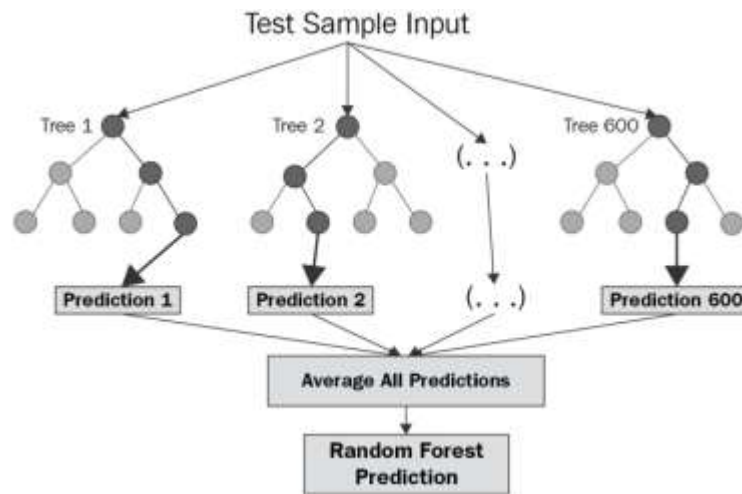 Test Sample Input
Tree 1
Tree 2
Tree 600
(. . .)
Prediction 1
Prediction 2
(. . .)
Prediction 600
Average All Predictions
Random Forest
Prediction